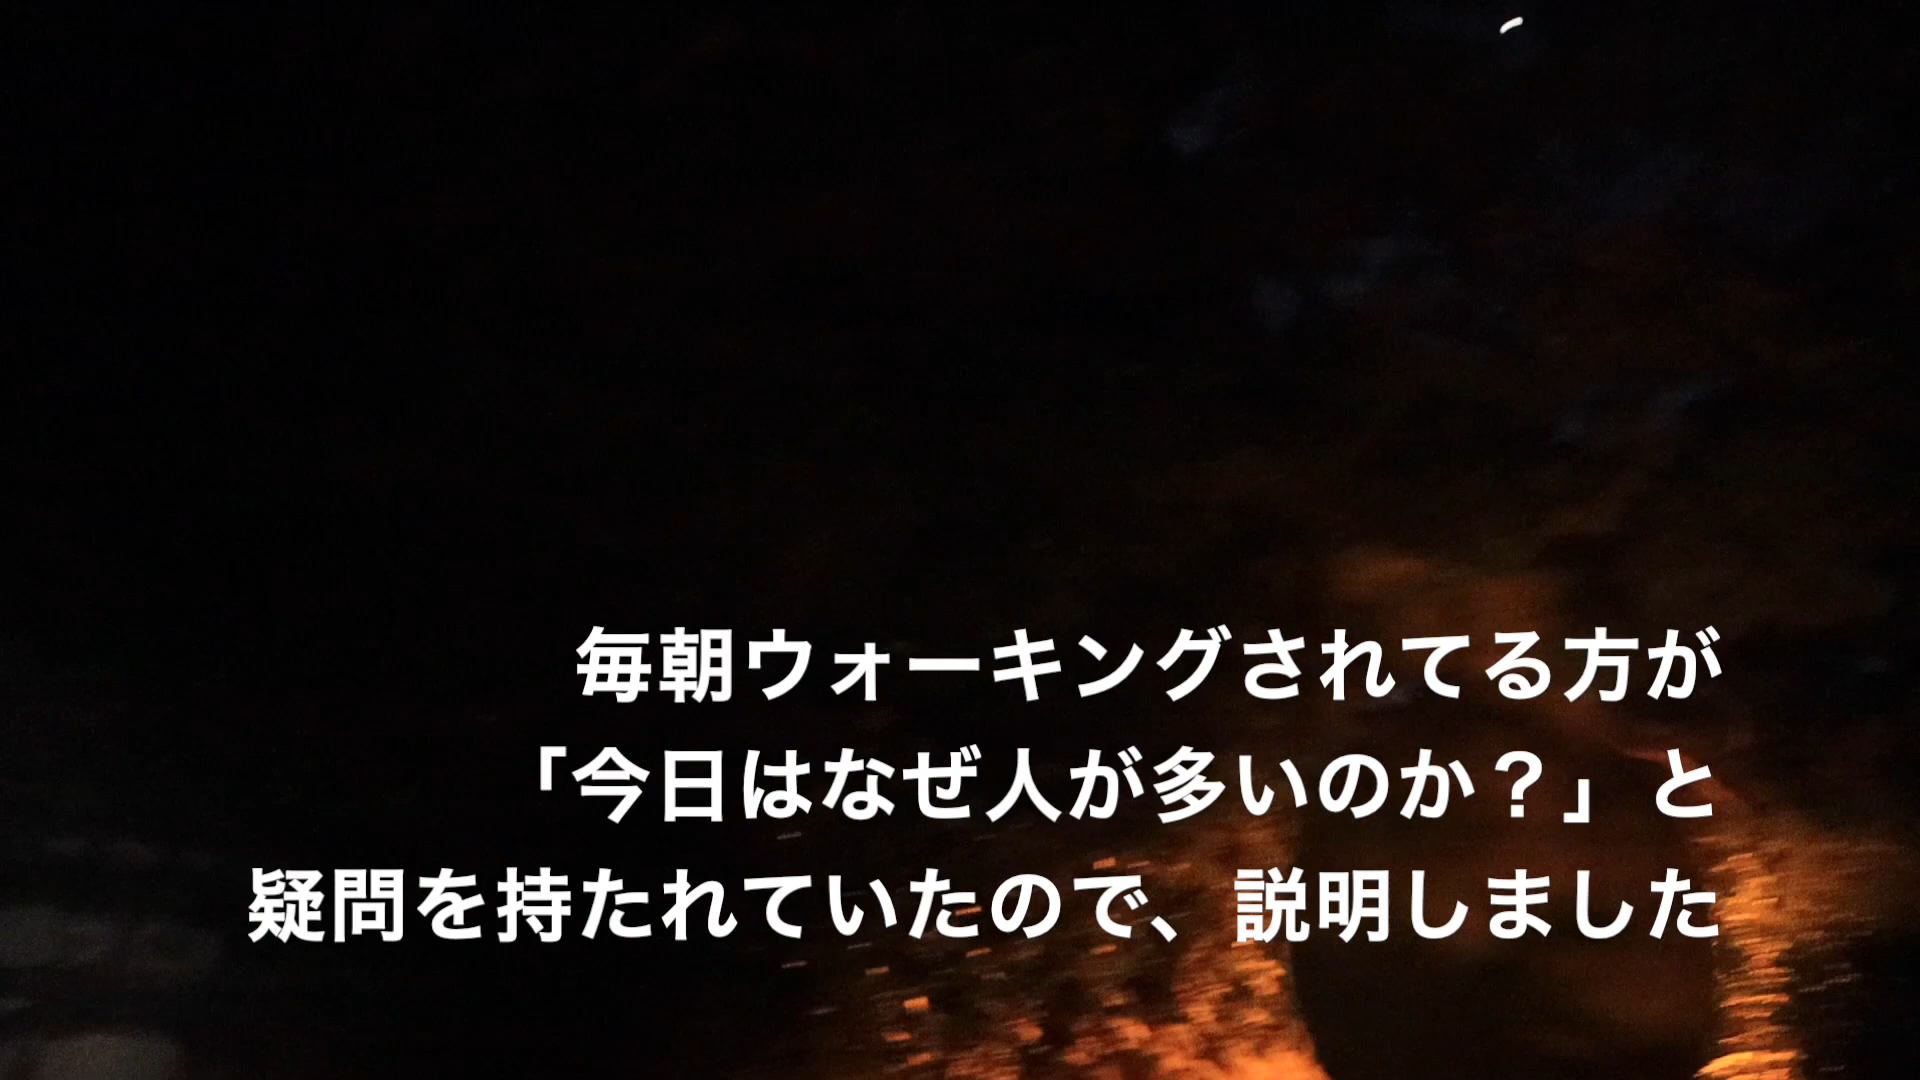 毎朝ウォーキングされてる方が
「今日はなぜ人が多いのか？」と
疑問を持たれていたので、説明しました